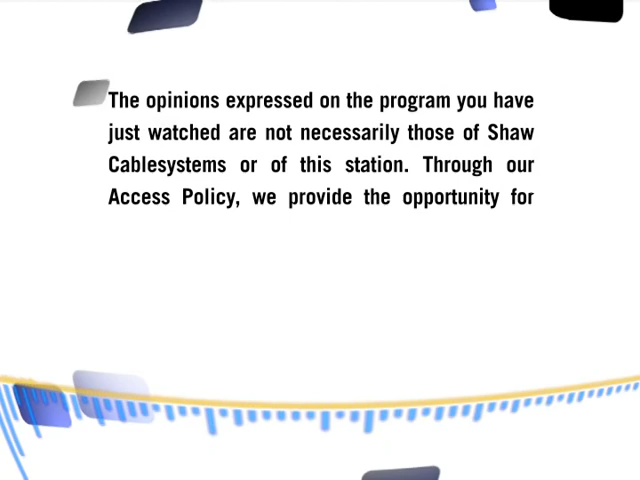 The opinions expressed on the program you have
just watched are not necessarily those of Shaw
Cablesystems or of this station. Through our
Access Policy, we provide the opportunity for